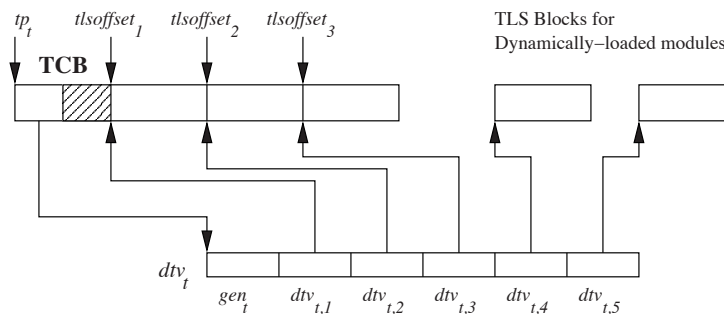 tp_t tlsoffset_1 tlsoffset_2 tlsoffset_3 TLS Blocks for
Dynamically−loaded modules
TCB
dtv_t
gen_t dtv_t,1 dtv_t,2 dtv_t,3 dtv_t,4 dtv_t,5